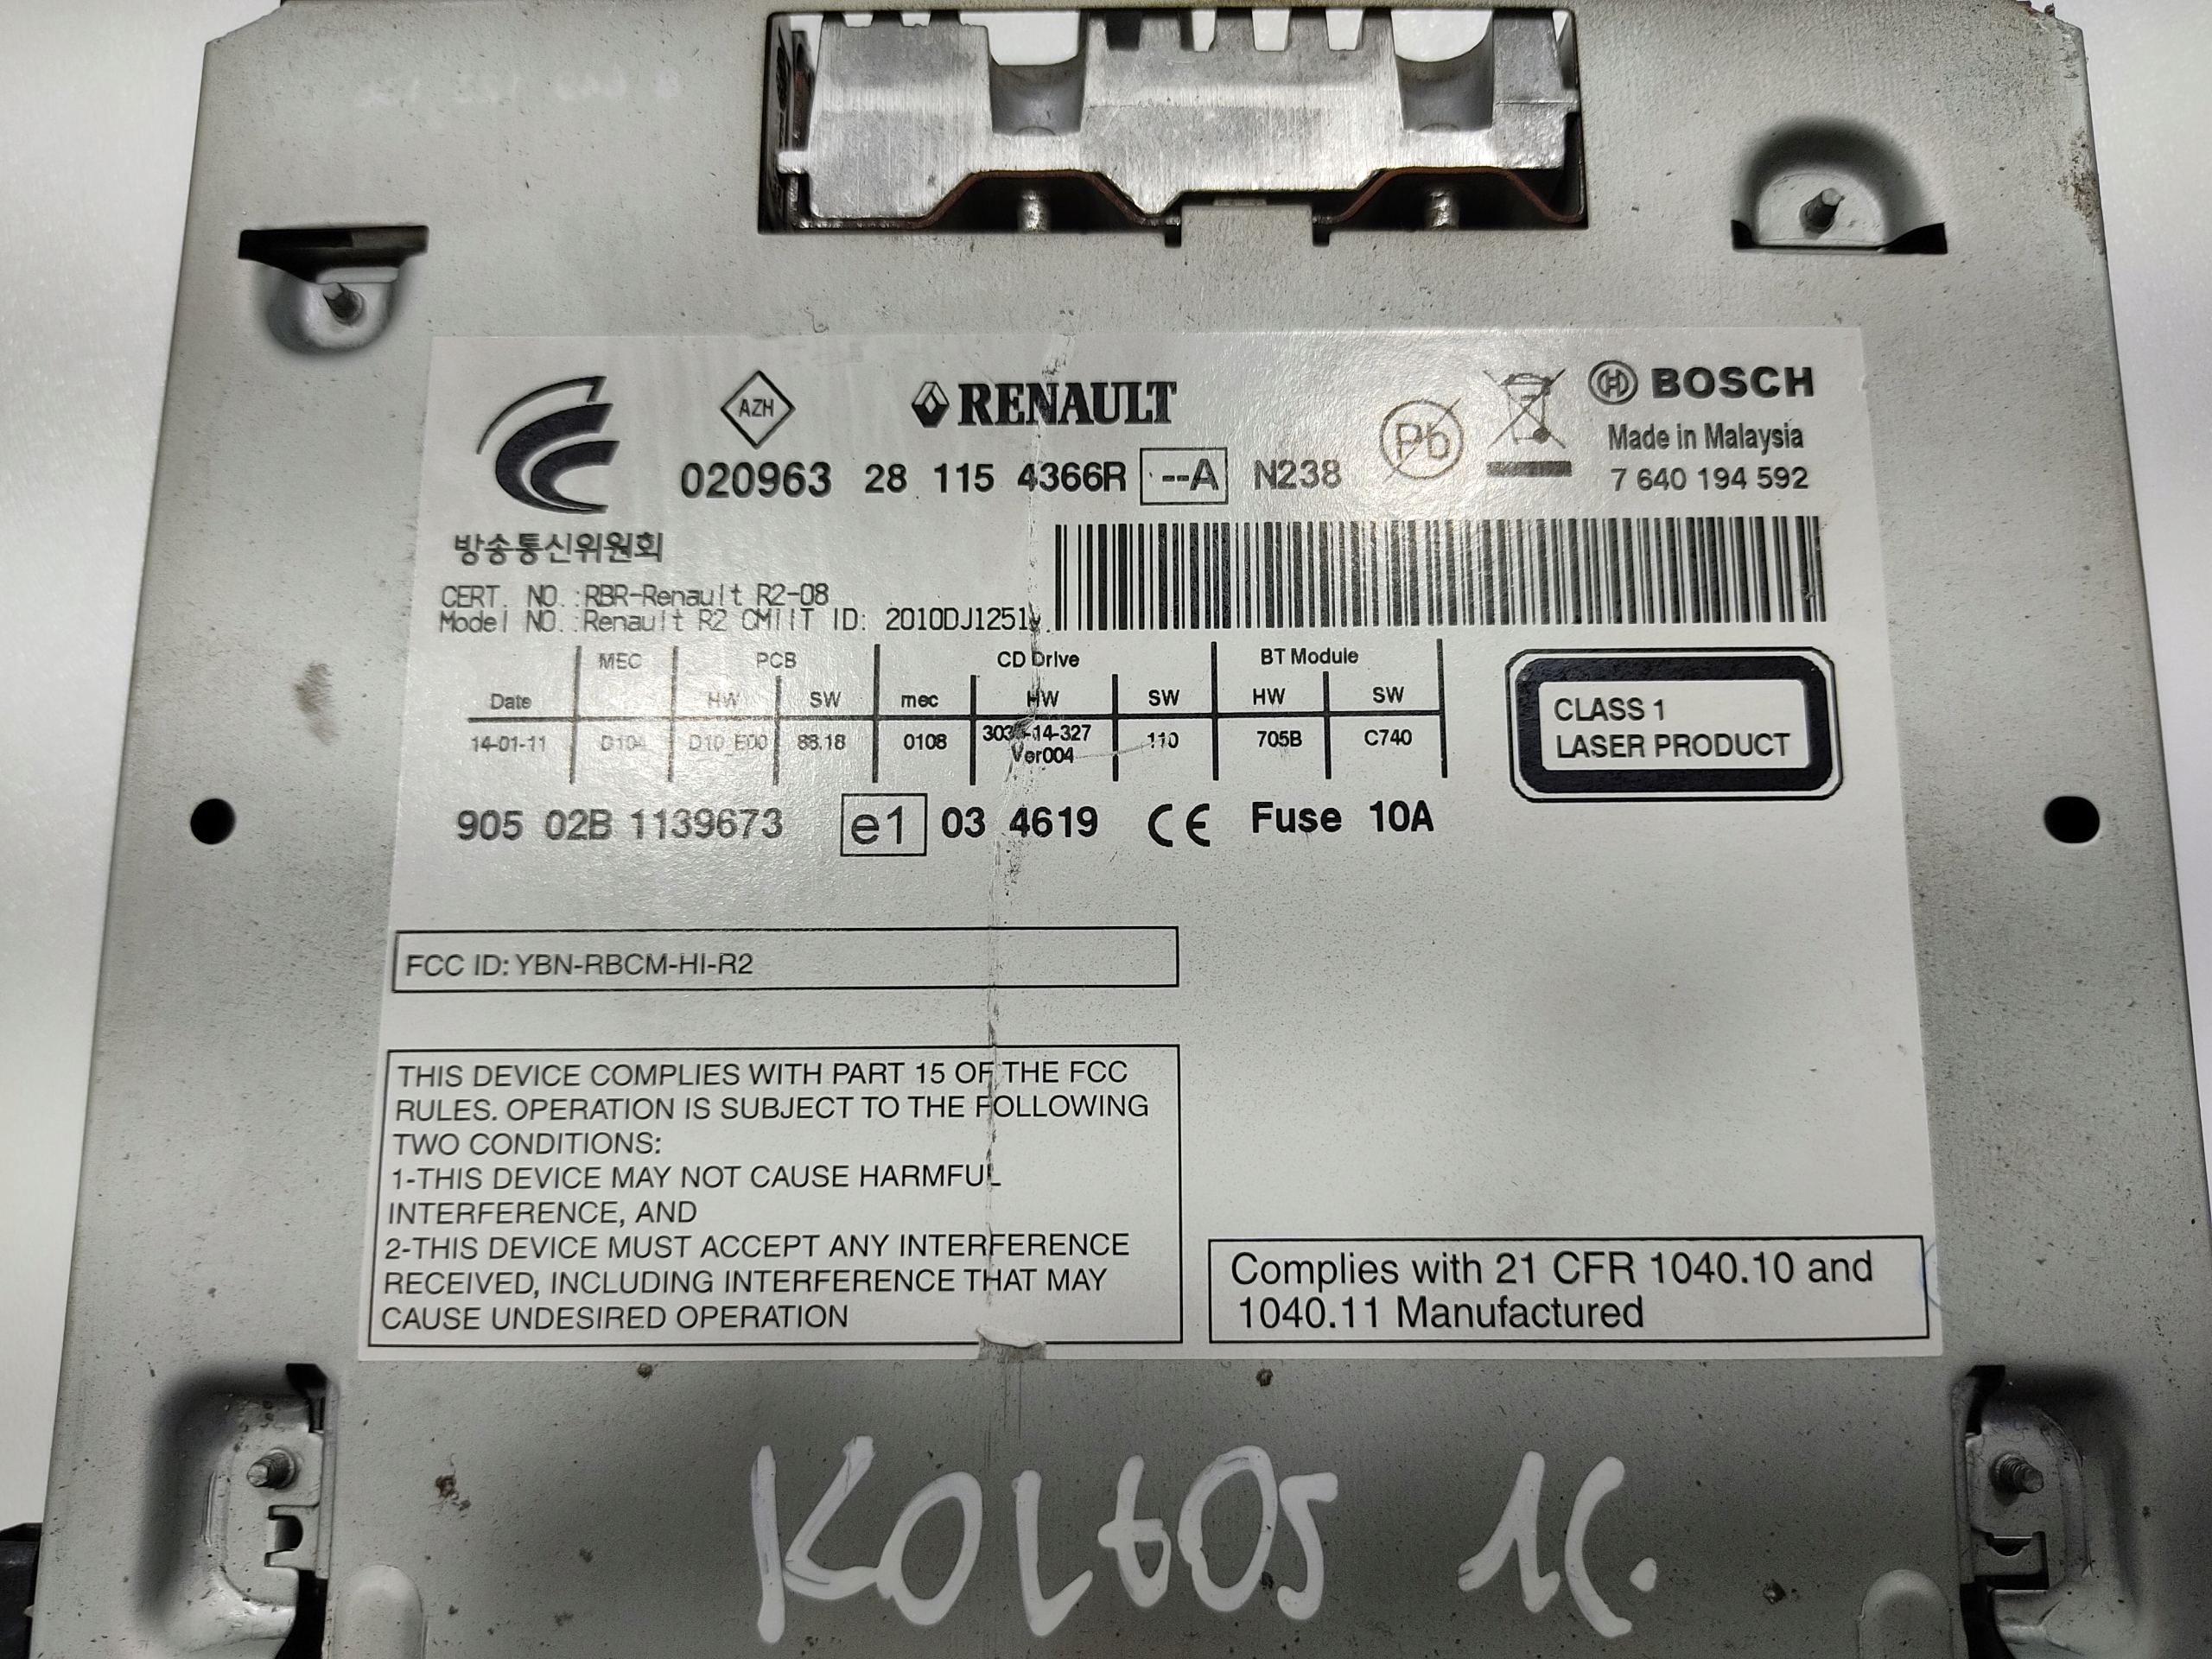 AZH
RENAULT
Pb
BOSCH
Made in Malaysia
020963 28 115 4366R --A N238
7 640 194 592
방송통신위원회
CERT. NO.:RBR-Renault R2-08
Model NO.:Renault R2 CMIIT ID: 2010DJ1251
MEC PCB CD Drive BT Module
Date HW SW mec HW SW HW SW
14-01-11 D104 D10_E00 88.18 0108 Ver004 110 705B C740
905 02B 1139673 e1 03 4619 CE Fuse 10A
CLASS 1
LASER PRODUCT
FCC ID: YBN-RBCM-HI-R2
THIS DEVICE COMPLIES WITH PART 15 OF THE FCC
RULES. OPERATION IS SUBJECT TO THE FOLLOWING
TWO CONDITIONS:
1-THIS DEVICE MAY NOT CAUSE HARMFUL
INTERFERENCE, AND
2-THIS DEVICE MUST ACCEPT ANY INTERFERENCE
RECEIVED, INCLUDING INTERFERENCE THAT MAY
CAUSE UNDESIRED OPERATION
Complies with 21 CFR 1040.10 and
1040.11 Manufactured
KOLEOS